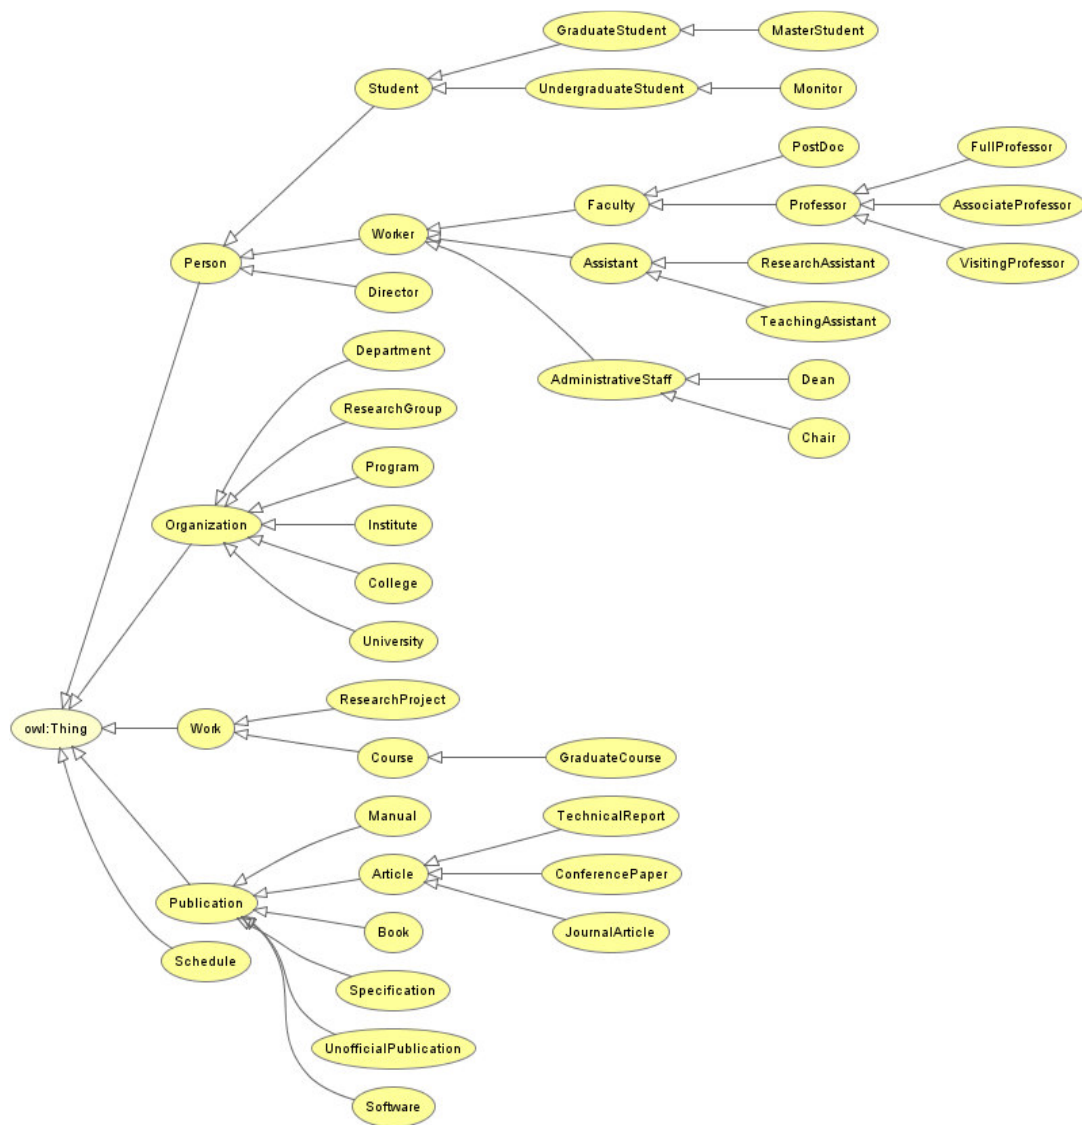 GraduateStudent
MasterStudent
Student
UndergraduateStudent
Monitor
PostDoc
FullProfessor
Faculty
Professor
AssociateProfessor
Worker
Person
Assistant
ResearchAssistant
VisitingProfessor
Director
TeachingAssistant
Department
AdministrativeStaff
Dean
ResearchGroup
Chair
Program
Organization
Institute
College
University
ResearchProject
owl:Thing
Work
Course
GraduateCourse
Manual
TechnicalReport
Article
ConferencePaper
Publication
Book
JournalArticle
Schedule
Specification
UnofficialPublication
Software